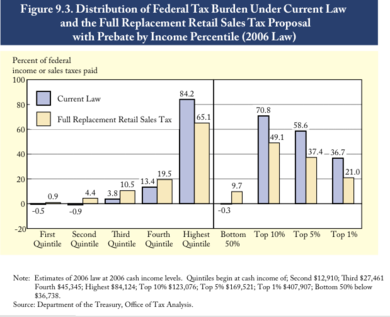 Figure 9.3. Distribution of Federal Tax Burden Under Current Law
and the Full Replacement Retail Sales Tax Proposal
with Prebate by Income Percentile (2006 Law)
Percent of federal
income or sales taxes paid
100
80
60
40
20
0
-20
Current Law
Full Replacement Retail Sales Tax
-0.5 0.9
-0.9 4.4
3.8 10.5
13.4 19.5
84.2 65.1
-0.3 9.7
70.8 49.1
58.6 37.4
36.7 21.0
First Second Third Fourth Highest Bottom Top 10% Top 5% Top 1%
Quintile Quintile Quintile Quintile Quintile 50%
Note: Estimates of 2006 law at 2006 cash income levels. Quintiles begin at cash income of; Second $12,910; Third $27,461
Fourth $45,345; Highest $84,124; Top 10% $123,076; Top 5% $169,521; Top 1% $407,907; Bottom 50% below
$36,738.
Source: Department of the Treasury, Office of Tax Analysis.